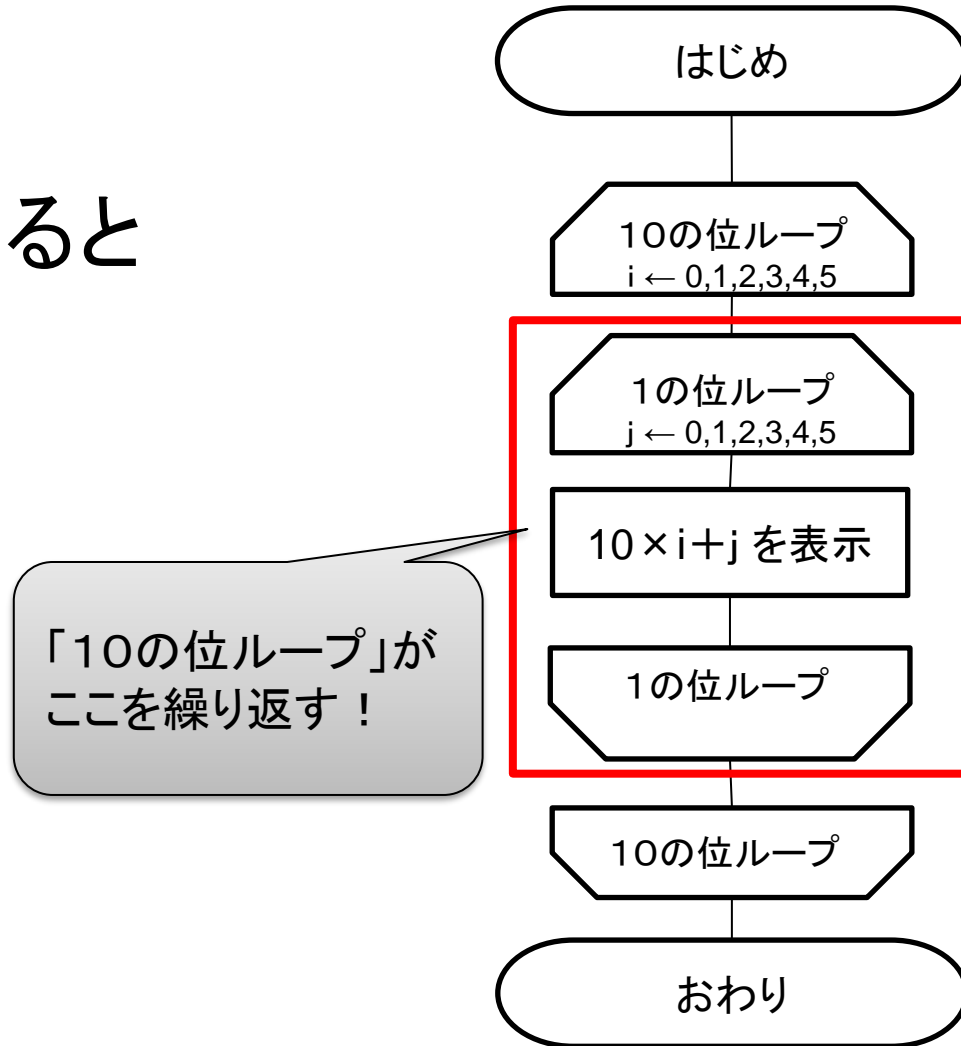 ると
はじめ
１０の位ループ
i ← 0,1,2,3,4,5
１の位ループ
j ← 0,1,2,3,4,5
１０×i＋j を表示
「１０の位ループ」が
ここを繰り返す！
１の位ループ
１０の位ループ
おわり